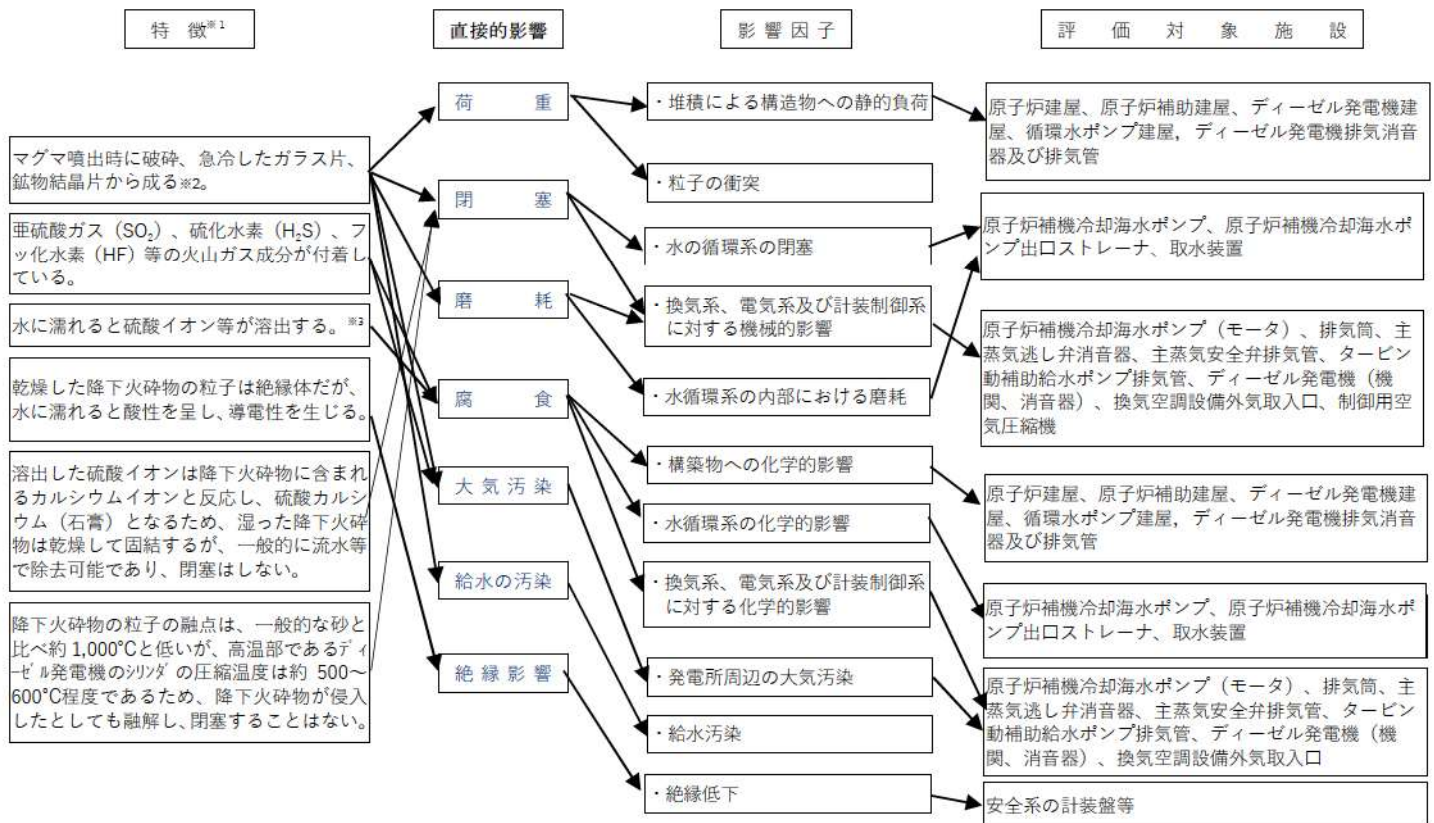 特 徴※1
直接的影響
影 響 因 子
評 価 対 象 施 設
マグマ噴出時に破砕、急冷したガラス片、
鉱物結晶片から成る※2。
亜硫酸ガス（SO₂）、硫化水素（H₂S）、フ
ッ化水素（HF）等の火山ガス成分が付着し
ている。
水に濡れると硫酸イオン等が溶出する。※3
乾燥した降下火砕物の粒子は絶縁体だが、
水に濡れると酸性を呈し、導電性を生じる。
溶出した硫酸イオンは降下火砕物に含まれ
るカルシウムイオンと反応し、硫酸カルシ
ウム（石膏）となるため、湿った降下火砕
物は乾燥して固結するが、一般的に流水等
で除去可能であり、閉塞はしない。
降下火砕物の粒子の融点は、一般的な砂と
比べ約 1,000℃と低いが、高温部であるディ
ーゼル発電機のシリンダの圧縮温度は約 500～
600℃程度であるため、降下火砕物が侵入
したとしても融解し、閉塞することはない。
荷 重
閉 塞
磨 耗
腐 食
大 気 汚 染
給水の汚染
絶 縁 影 響
・堆積による構造物への静的負荷
・粒子の衝突
・水の循環系の閉塞
・換気系、電気系及び計装制御系
に対する機械的影響
・水循環系の内部における磨耗
・構築物への化学的影響
・水循環系の化学的影響
・換気系、電気系及び計装制御系
に対する化学的影響
・発電所周辺の大気汚染
・給水汚染
・絶縁低下
原子炉建屋、原子炉補助建屋、ディーゼル発電機建
屋、循環水ポンプ建屋，ディーゼル発電機排気消音
器及び排気管
原子炉補機冷却海水ポンプ、原子炉補機冷却海水ポ
ンプ出口ストレーナ、取水装置
原子炉補機冷却海水ポンプ（モータ）、排気筒、主
蒸気逃し弁消音器、主蒸気安全弁排気管、タービン
動補助給水ポンプ排気管、ディーゼル発電機（機
関、消音器）、換気空調設備外気取入口、制御用空
気圧縮機
原子炉建屋、原子炉補助建屋、ディーゼル発電機建
屋、循環水ポンプ建屋，ディーゼル発電機排気消音
器及び排気管
原子炉補機冷却海水ポンプ、原子炉補機冷却海水ポ
ンプ出口ストレーナ、取水装置
原子炉補機冷却海水ポンプ（モータ）、排気筒、主
蒸気逃し弁消音器、主蒸気安全弁排気管、タービン
動補助給水ポンプ排気管、ディーゼル発電機（機
関、消音器）、換気空調設備外気取入口
安全系の計装盤等